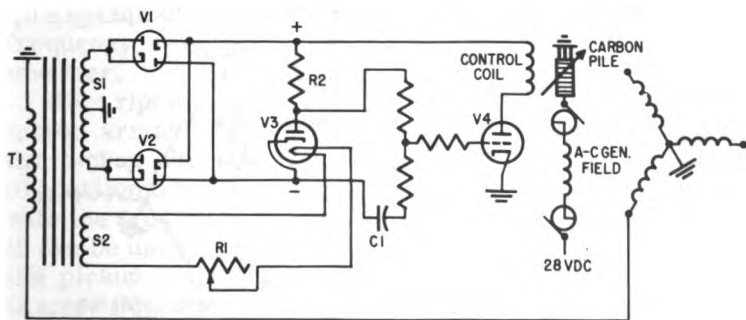 V1
+
S1
R2
CONTROL
COIL
CARBON
PILE
V3
V4
V2
T1
A-C GEN.
FIELD
−
C1
S2
R1
28 VDC